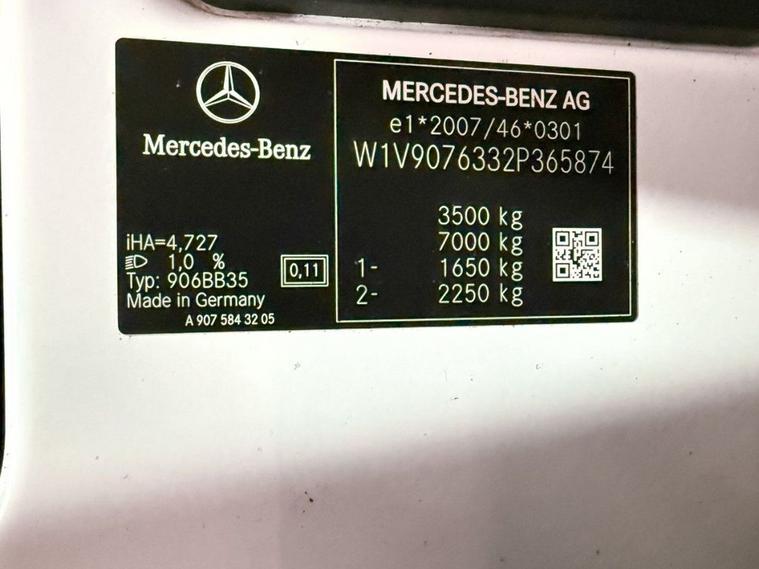 Mercedes-Benz
iHA=4,727
1,0 %
Typ: 906BB35
Made in Germany
0,11
A 907 584 32 05
MERCEDES-BENZ AG
e1*2007/46*0301
W1V9076332P365874
3500 kg
7000 kg
1- 1650 kg
2- 2250 kg